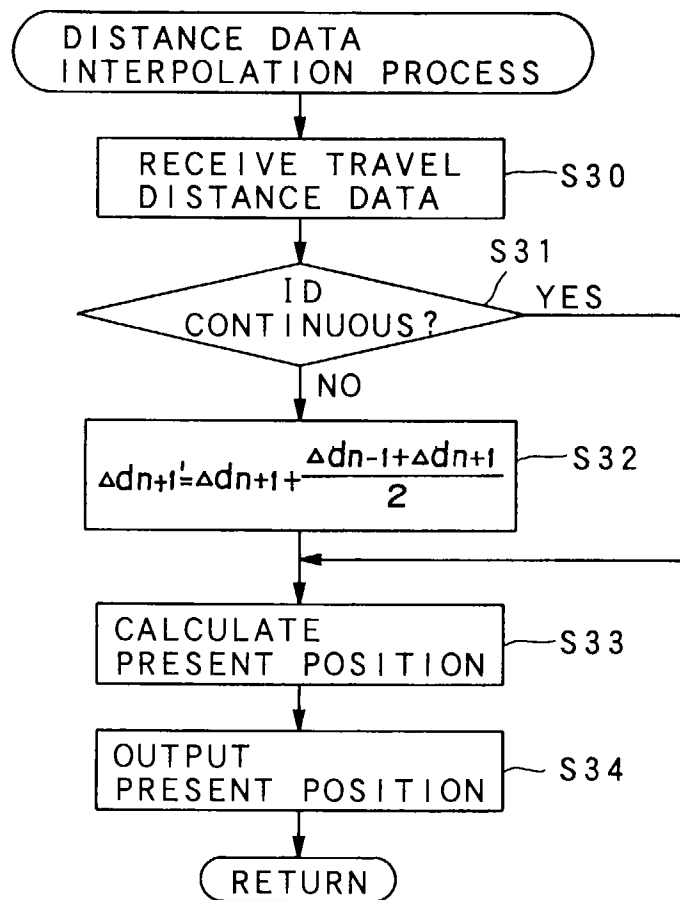 DISTANCE DATA
INTERPOLATION PROCESS
RECEIVE TRAVEL
DISTANCE DATA
S30
S31
ID
CONTINUOUS?
YES
NO
Δdn+1'=Δdn+1+(Δdn-1+Δdn+1)/2
S32
CALCULATE
PRESENT POSITION
S33
OUTPUT
PRESENT POSITION
S34
RETURN